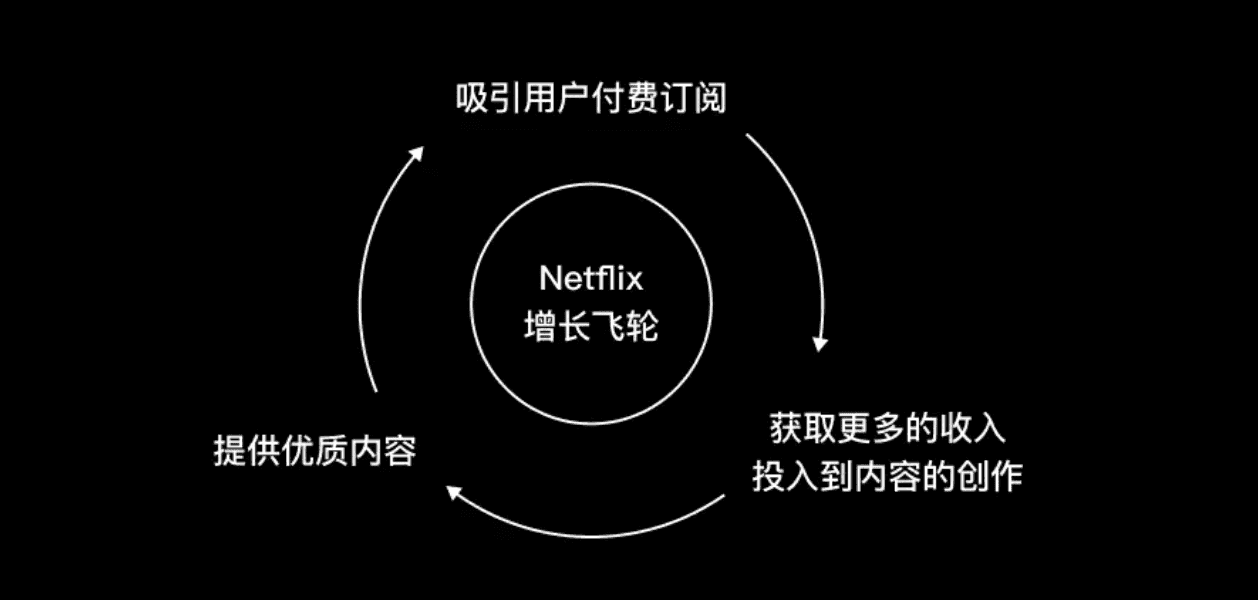 吸引用户付费订阅
Netflix
增长飞轮
获取更多的收入
投入到内容的创作
提供优质内容